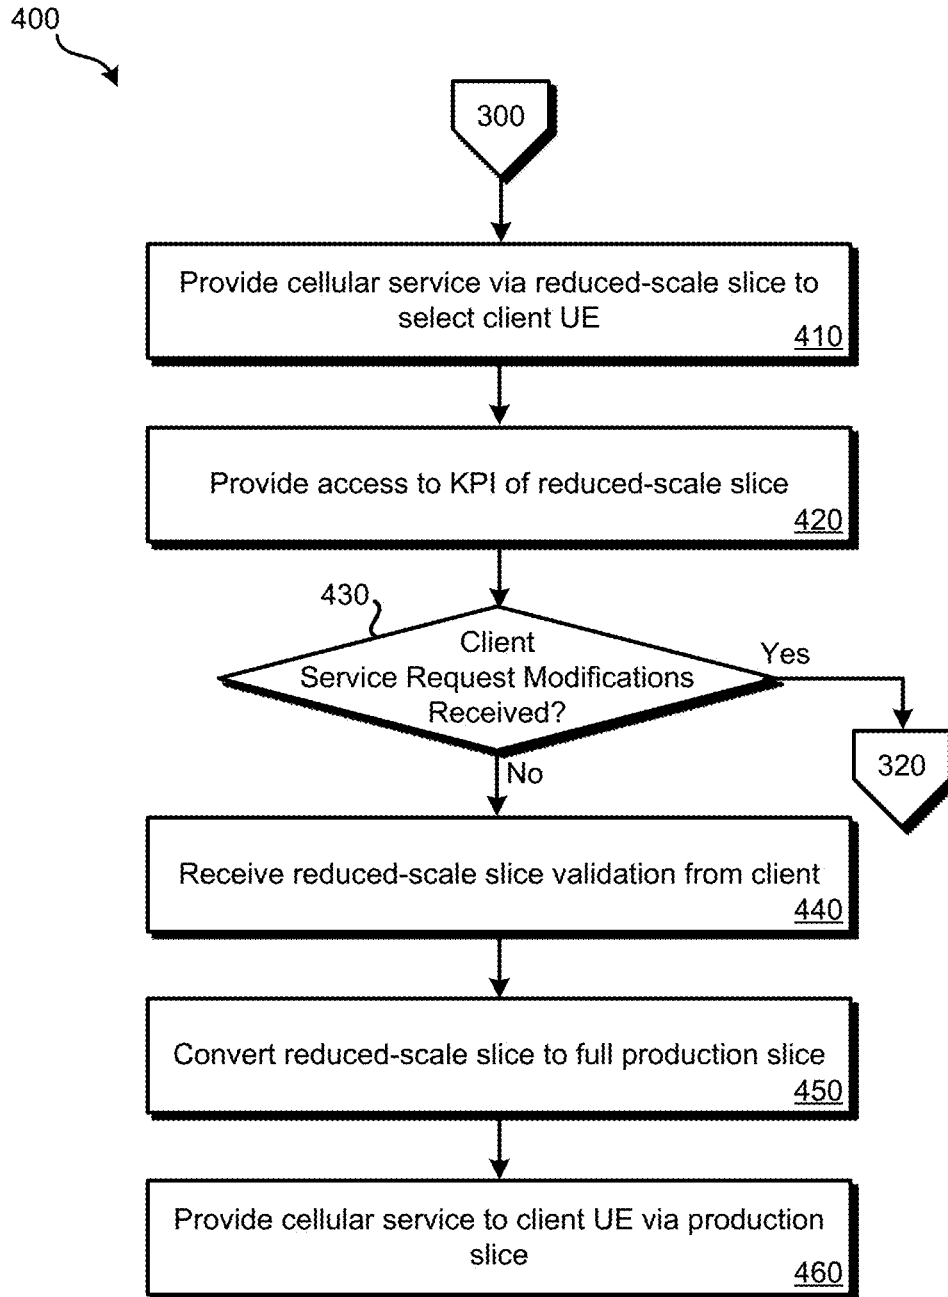 400
300
Provide cellular service via reduced-scale slice to
select client UE
410
Provide access to KPI of reduced-scale slice
420
430
Client
Service Request Modifications
Received?
Yes
320
No
Receive reduced-scale slice validation from client
440
Convert reduced-scale slice to full production slice
450
Provide cellular service to client UE via production
slice
460